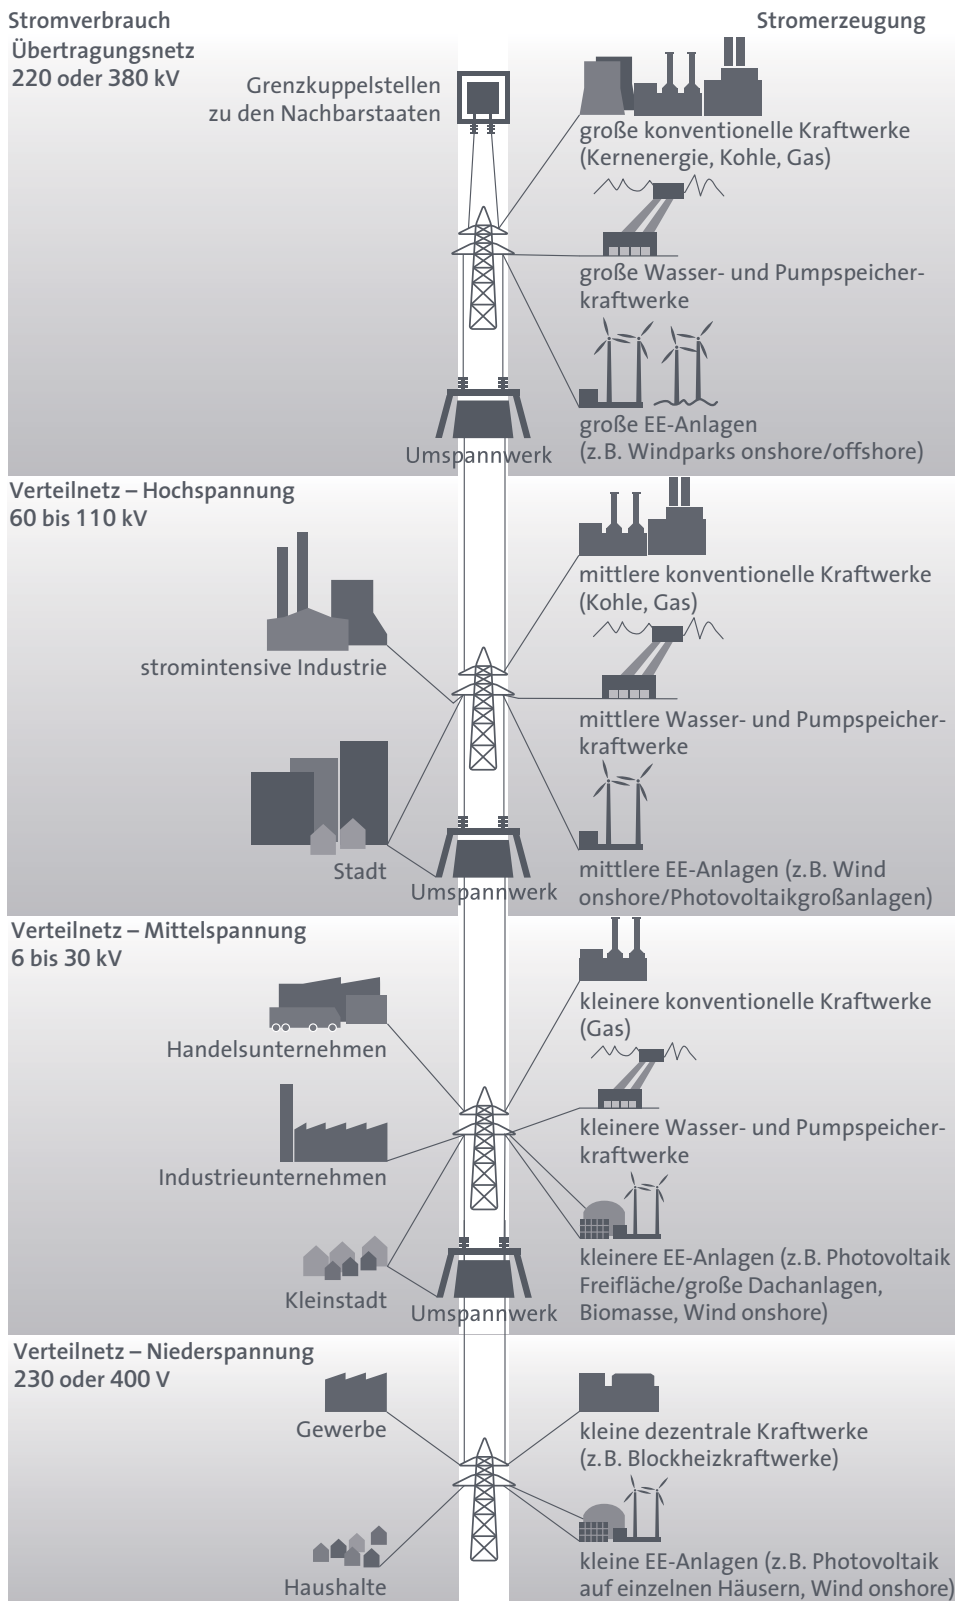 Stromverbrauch
Stromerzeugung
Übertragungsnetz
220 oder 380 kV
Grenzkuppelstellen
zu den Nachbarstaaten
große konventionelle Kraftwerke
(Kernenergie, Kohle, Gas)
große Wasser- und Pumpspeicher-
kraftwerke
große EE-Anlagen
(z.B. Windparks onshore/offshore)
Umspannwerk
Verteilnetz – Hochspannung
60 bis 110 kV
stromintensive Industrie
Stadt
mittlere konventionelle Kraftwerke
(Kohle, Gas)
mittlere Wasser- und Pumpspeicher-
kraftwerke
mittlere EE-Anlagen (z.B. Wind
onshore/Photovoltaikgroßanlagen)
Umspannwerk
Verteilnetz – Mittelspannung
6 bis 30 kV
Handelsunternehmen
Industrieunternehmen
Kleinstadt
kleinere konventionelle Kraftwerke
(Gas)
kleinere Wasser- und Pumpspeicher-
kraftwerke
kleinere EE-Anlagen (z.B. Photovoltaik
Freifläche/große Dachanlagen,
Biomasse, Wind onshore)
Umspannwerk
Verteilnetz – Niederspannung
230 oder 400 V
Gewerbe
Haushalte
kleine dezentrale Kraftwerke
(z.B. Blockheizkraftwerke)
kleine EE-Anlagen (z.B. Photovoltaik
auf einzelnen Häusern, Wind onshore)